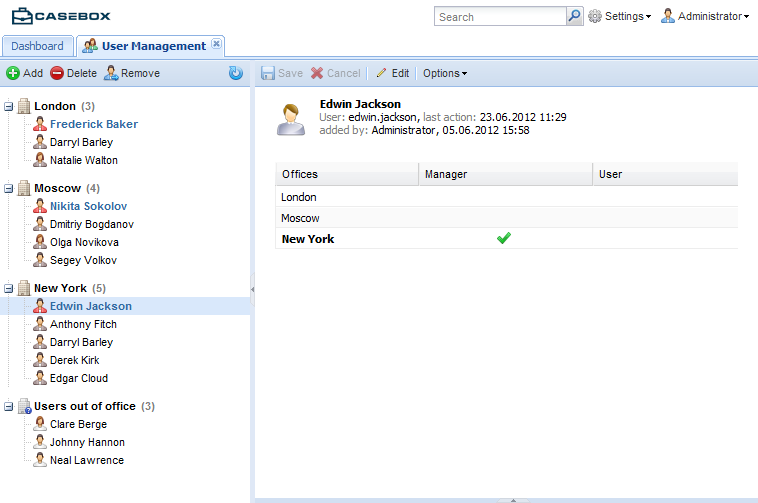 CASEBOX
Search
Settings
Administrator
Dashboard
User Management
Add
Delete
Remove
Save
Cancel
Edit
Options
London (3)
Frederick Baker
Darryl Barley
Natalie Walton
Moscow (4)
Nikita Sokolov
Dmitriy Bogdanov
Olga Novikova
Segey Volkov
New York (5)
Edwin Jackson
Anthony Fitch
Darryl Barley
Derek Kirk
Edgar Cloud
Users out of office (3)
Clare Berge
Johnny Hannon
Neal Lawrence
Edwin Jackson
User: edwin.jackson, last action: 23.06.2012 11:29
added by: Administrator, 05.06.2012 15:58
Offices Manager User
London
Moscow
New York